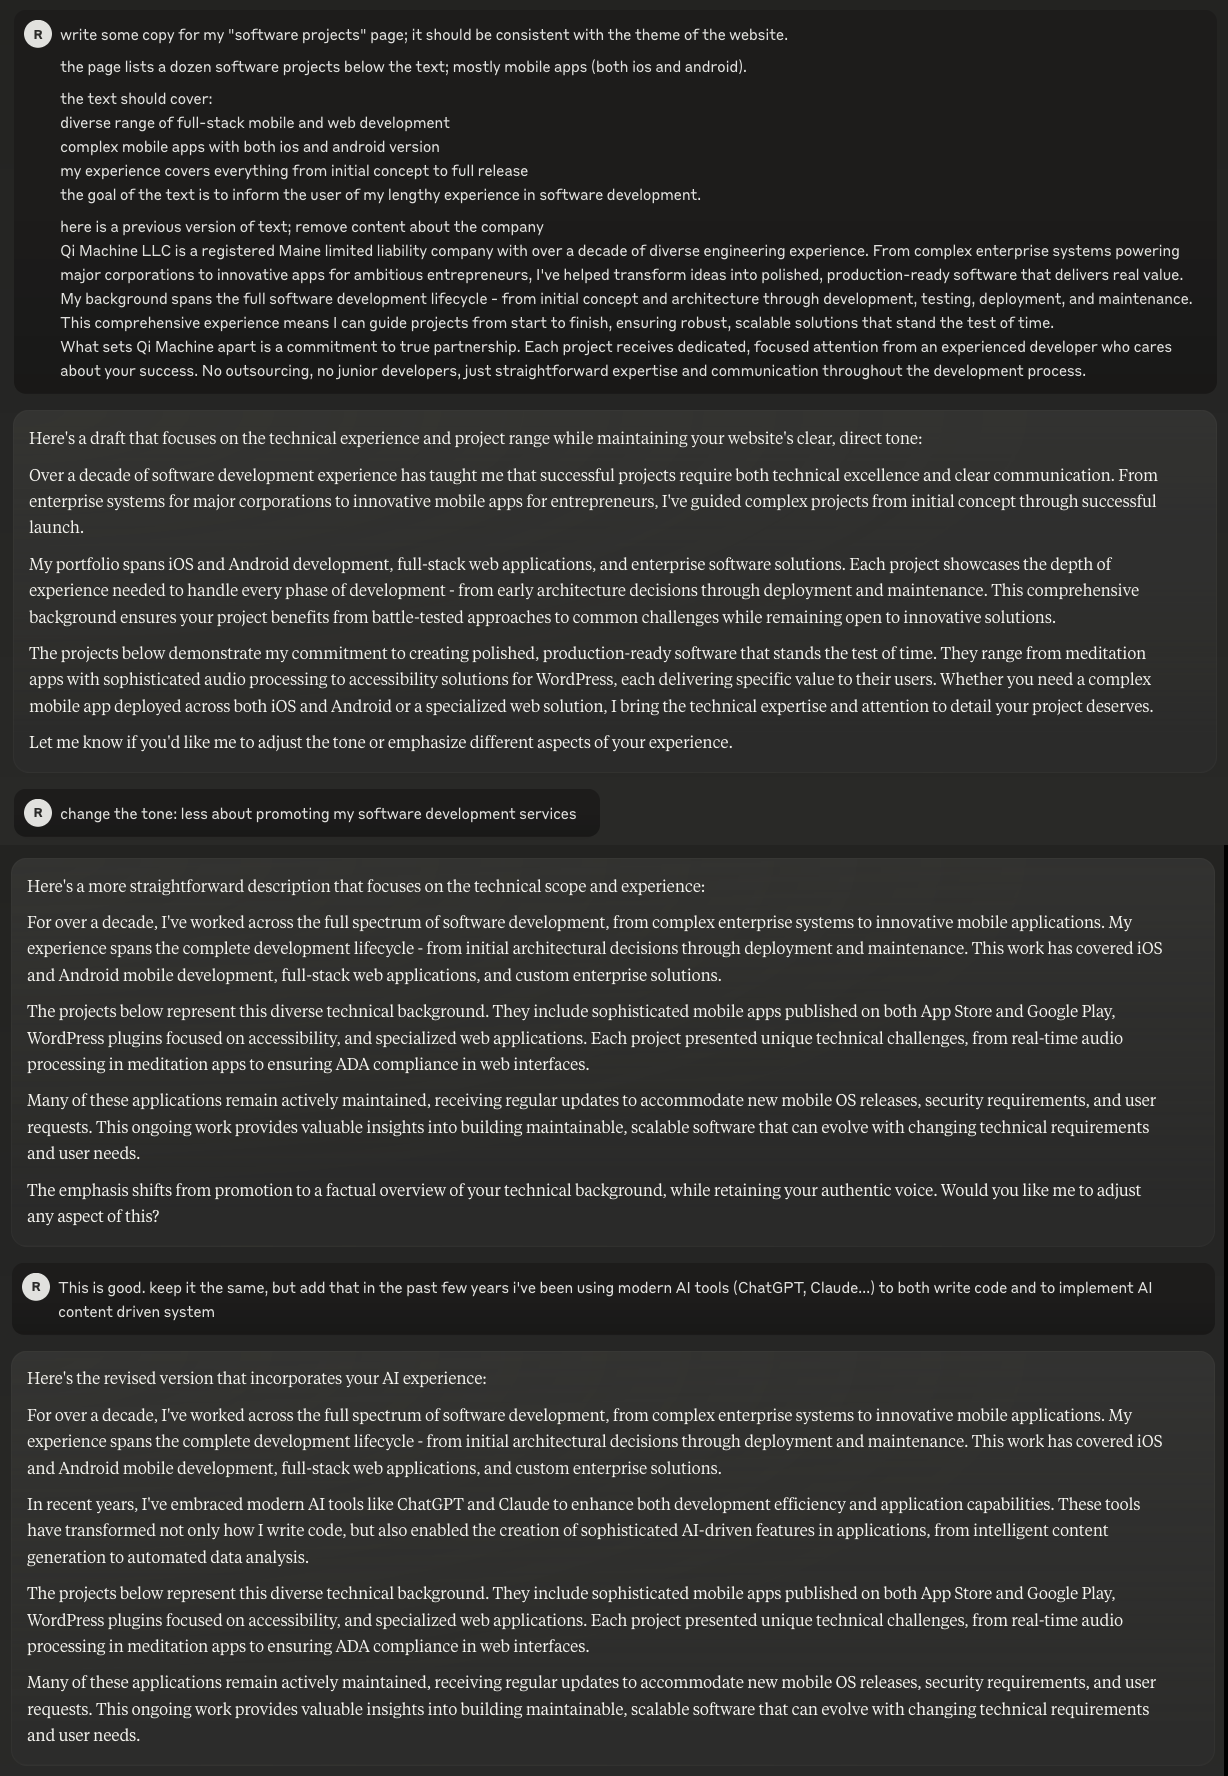 R write some copy for my "software projects" page; it should be consistent with the theme of the website.
the page lists a dozen software projects below the text; mostly mobile apps (both ios and android).
the text should cover:
diverse range of full-stack mobile and web development
complex mobile apps with both ios and android version
my experience covers everything from initial concept to full release
the goal of the text is to inform the user of my lengthy experience in software development.
here is a previous version of text; remove content about the company
Qi Machine LLC is a registered Maine limited liability company with over a decade of diverse engineering experience. From complex enterprise systems powering
major corporations to innovative apps for ambitious entrepreneurs, I've helped transform ideas into polished, production-ready software that delivers real value.
My background spans the full software development lifecycle - from initial concept and architecture through development, testing, deployment, and maintenance.
This comprehensive experience means I can guide projects from start to finish, ensuring robust, scalable solutions that stand the test of time.
What sets Qi Machine apart is a commitment to true partnership. Each project receives dedicated, focused attention from an experienced developer who cares
about your success. No outsourcing, no junior developers, just straightforward expertise and communication throughout the development process.
Here's a draft that focuses on the technical experience and project range while maintaining your website's clear, direct tone:
Over a decade of software development experience has taught me that successful projects require both technical excellence and clear communication. From
enterprise systems for major corporations to innovative mobile apps for entrepreneurs, I've guided complex projects from initial concept through successful
launch.
My portfolio spans iOS and Android development, full-stack web applications, and enterprise software solutions. Each project showcases the depth of
experience needed to handle every phase of development - from early architecture decisions through deployment and maintenance. This comprehensive
background ensures your project benefits from battle-tested approaches to common challenges while remaining open to innovative solutions.
The projects below demonstrate my commitment to creating polished, production-ready software that stands the test of time. They range from meditation
apps with sophisticated audio processing to accessibility solutions for WordPress, each delivering specific value to their users. Whether you need a complex
mobile app deployed across both iOS and Android or a specialized web solution, I bring the technical expertise and attention to detail your project deserves.
Let me know if you'd like me to adjust the tone or emphasize different aspects of your experience.
R change the tone: less about promoting my software development services
Here's a more straightforward description that focuses on the technical scope and experience:
For over a decade, I've worked across the full spectrum of software development, from complex enterprise systems to innovative mobile applications. My
experience spans the complete development lifecycle - from initial architectural decisions through deployment and maintenance. This work has covered iOS
and Android mobile development, full-stack web applications, and custom enterprise solutions.
The projects below represent this diverse technical background. They include sophisticated mobile apps published on both App Store and Google Play,
WordPress plugins focused on accessibility, and specialized web applications. Each project presented unique technical challenges, from real-time audio
processing in meditation apps to ensuring ADA compliance in web interfaces.
Many of these applications remain actively maintained, receiving regular updates to accommodate new mobile OS releases, security requirements, and user
requests. This ongoing work provides valuable insights into building maintainable, scalable software that can evolve with changing technical requirements
and user needs.
The emphasis shifts from promotion to a factual overview of your technical background, while retaining your authentic voice. Would you like me to adjust
any aspect of this?
R This is good. keep it the same, but add that in the past few years i've been using modern AI tools (ChatGPT, Claude...) to both write code and to implement AI
content driven system
Here's the revised version that incorporates your AI experience:
For over a decade, I've worked across the full spectrum of software development, from complex enterprise systems to innovative mobile applications. My
experience spans the complete development lifecycle - from initial architectural decisions through deployment and maintenance. This work has covered iOS
and Android mobile development, full-stack web applications, and custom enterprise solutions.
In recent years, I've embraced modern AI tools like ChatGPT and Claude to enhance both development efficiency and application capabilities. These tools
have transformed not only how I write code, but also enabled the creation of sophisticated AI-driven features in applications, from intelligent content
generation to automated data analysis.
The projects below represent this diverse technical background. They include sophisticated mobile apps published on both App Store and Google Play,
WordPress plugins focused on accessibility, and specialized web applications. Each project presented unique technical challenges, from real-time audio
processing in meditation apps to ensuring ADA compliance in web interfaces.
Many of these applications remain actively maintained, receiving regular updates to accommodate new mobile OS releases, security requirements, and user
requests. This ongoing work provides valuable insights into building maintainable, scalable software that can evolve with changing technical requirements
and user needs.